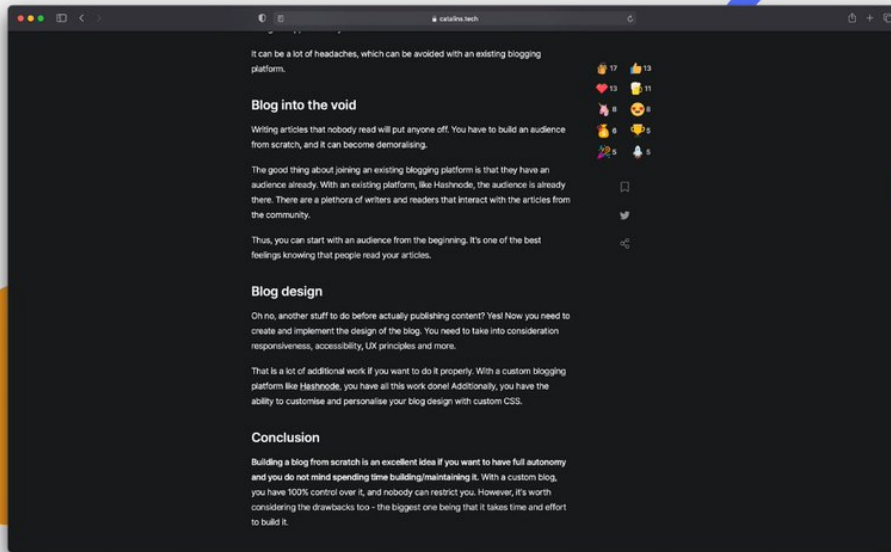 catalins.tech
It can be a lot of headaches, which can be avoided with an existing blogging
platform.
Blog into the void
Writing articles that nobody read will put anyone off. You have to build an audience
from scratch, and it can become demoralising.
The good thing about joining an existing blogging platform is that they have an
audience already. With an existing platform, like Hashnode, the audience is already
there. There are a plethora of writers and readers that interact with the articles from
the community.
Thus, you can start with an audience from the beginning. It's one of the best
feelings knowing that people read your articles.
Blog design
Oh no, another stuff to do before actually publishing content? Yes! Now you need to
create and implement the design of the blog. You need to take into consideration
responsiveness, accessibility, UX principles and more.
That is a lot of additional work if you want to do it properly. With a custom blogging
platform like Hashnode, you have all this work done! Additionally, you have the
ability to customise and personalise your blog design with custom CSS.
Conclusion
Building a blog from scratch is an excellent idea if you want to have full autonomy
and you do not mind spending time building/maintaining it. With a custom blog,
you have 100% control over it, and nobody can restrict you. However, it's worth
considering the drawbacks too - the biggest one being that it takes time and effort
to build it.
17 13
13 11
8 8
6 5
5 5